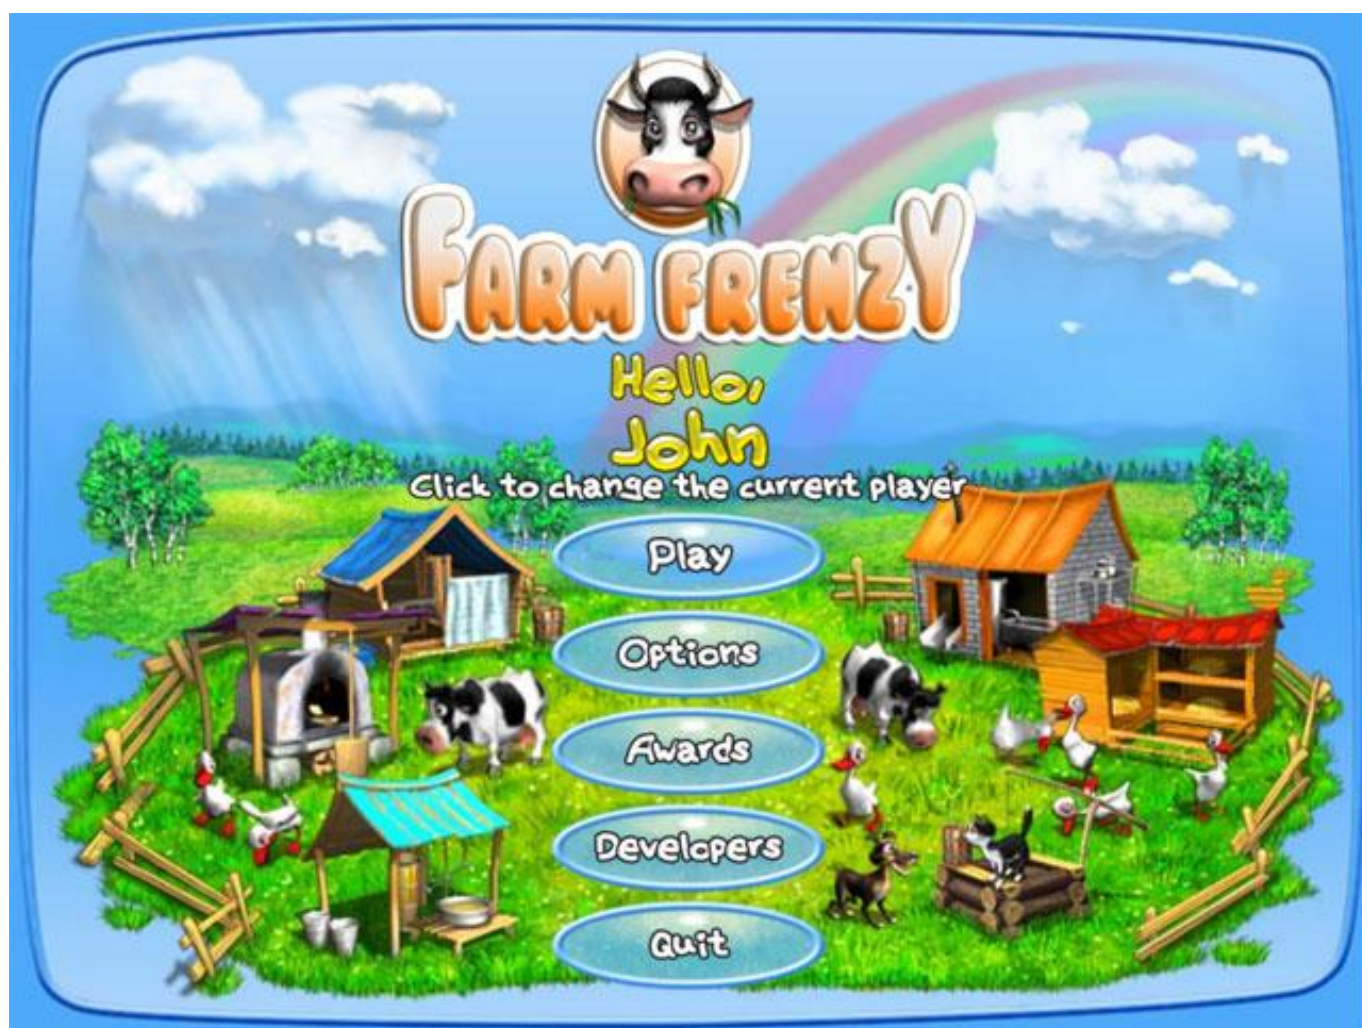 FARM FRENZY
Hello,
John
Click to change the current player
Play
Options
Awards
Developers
Quit